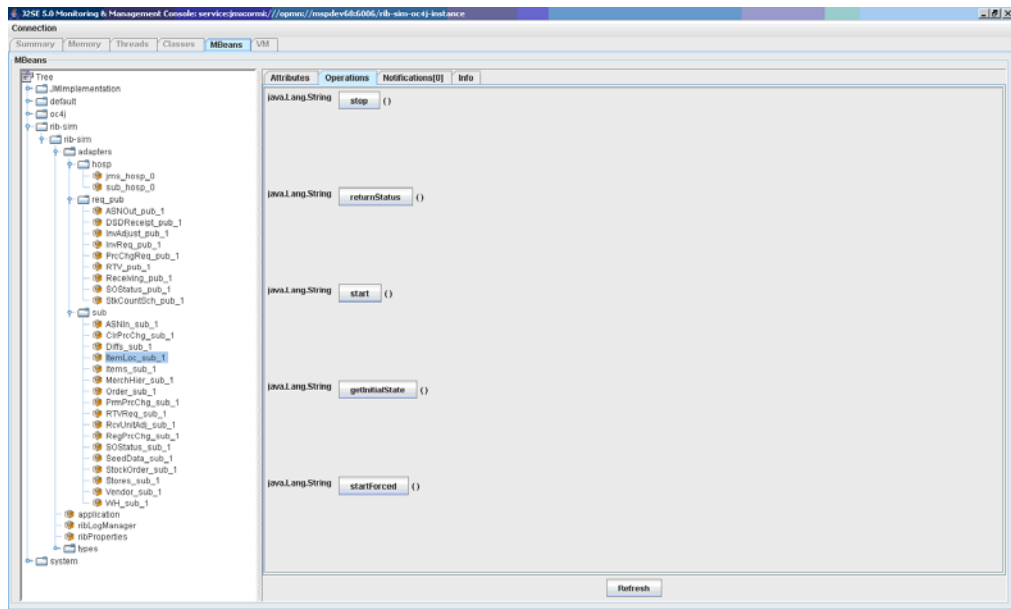 J2SE 5.0 Monitoring & Management Console: service:jmx:ormi:///opmn://mspdev68:6006/rib-sim-oc4j-instance
Connection
Summary Memory Threads Classes MBeans VM
MBeans
Tree
JMImplementation
default
oc4j
rib-sim
rib-sim
adapters
hosp
jms_hosp_0
sub_hosp_0
req_pub
ASNOut_pub_1
DSDReceipt_pub_1
InvAdjust_pub_1
InvReq_pub_1
PrcChgReq_pub_1
RTV_pub_1
Receiving_pub_1
SOStatus_pub_1
StkCountSch_pub_1
sub
ASNIn_sub_1
ClrPrcChg_sub_1
Diffs_sub_1
ItemLoc_sub_1
Items_sub_1
MerchHier_sub_1
Order_sub_1
PrmPrcChg_sub_1
RTVReq_sub_1
RcvUnitAdj_sub_1
RegPrcChg_sub_1
SOStatus_sub_1
SeedData_sub_1
StockOrder_sub_1
Stores_sub_1
Vendor_sub_1
WH_sub_1
application
ribLogManager
ribProperties
types
system
Attributes Operations Notifications[0] Info
java.lang.String stop ( )
java.lang.String returnStatus ( )
java.lang.String start ( )
java.lang.String getInitialState ( )
java.lang.String startForced ( )
Refresh